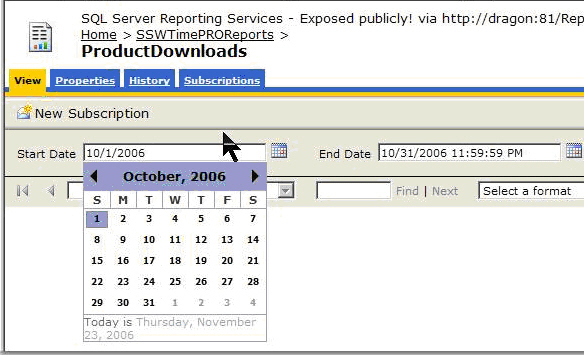 SQL Server Reporting Services - Exposed publicly! via http://dragon:81/Rep
Home > SSWTimePROReports >
ProductDownloads
View Properties History Subscriptions
New Subscription
Start Date 10/1/2006 End Date 10/31/2006 11:59:59 PM
Find | Next Select a format
October, 2006
S M T W T F S
1 2 3 4 5 6 7
8 9 10 11 12 13 14
15 16 17 18 19 20 21
22 23 24 25 26 27 28
29 30 31 1 2 3 4
Today is Thursday, November
23, 2006